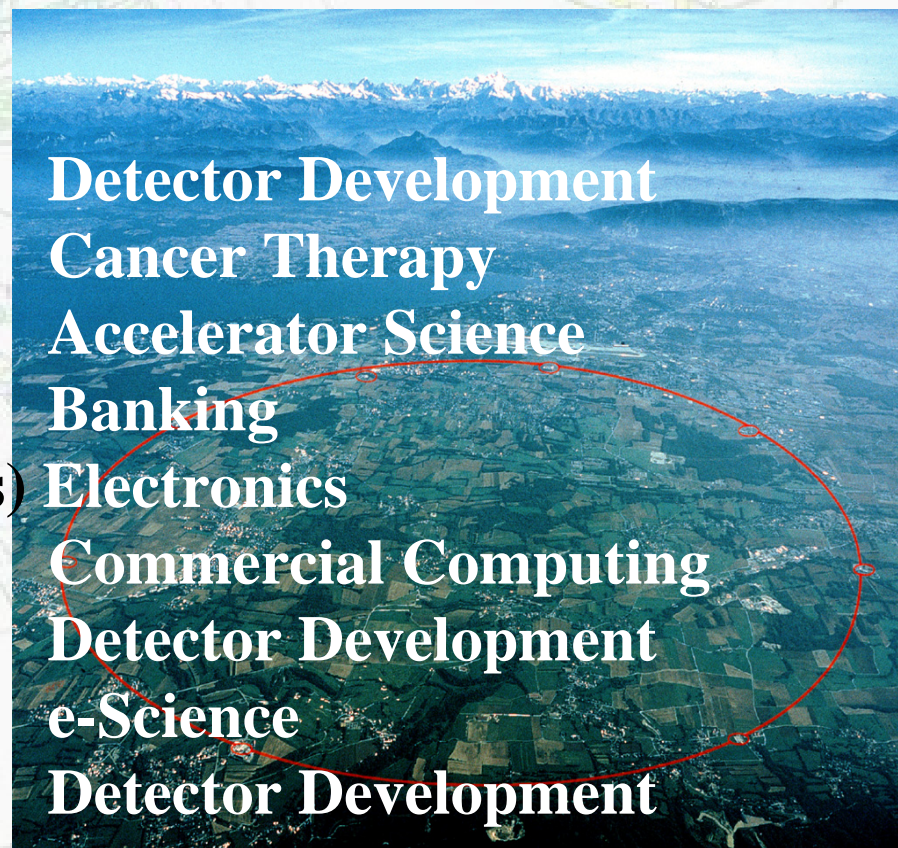 Detector Development
Cancer Therapy
Accelerator Science
Banking
s) Electronics
Commercial Computing
Detector Development
e-Science
Detector Development